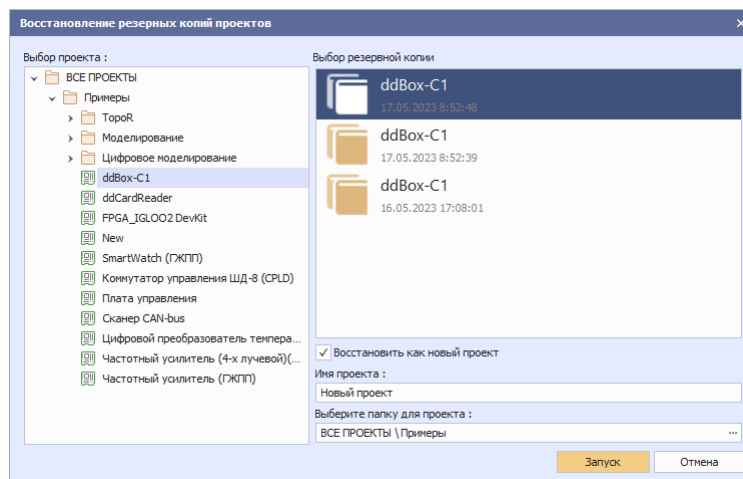 Восстановление резерных копий проектов
Выбор проекта :
ВСЕ ПРОЕКТЫ
Примеры
TopoR
Моделирование
Цифровое моделирование
ddBox-C1
ddCardReader
FPGA_IGLOO2 DevKit
New
SmartWatch (ГЖПП)
Коммутатор управления ШД-8 (CPLD)
Плата управления
Сканер CAN-bus
Цифровой преобразователь темпера...
Частотный усилитель (4-х лучевой)(...
Частотный усилитель (ГЖПП)
Выбор резервной копии
ddBox-C1
17.05.2023 8:52:48
ddBox-C1
17.05.2023 8:52:39
ddBox-C1
16.05.2023 17:08:01
Восстановить как новый проект
Имя проекта :
Новый проект
Выберите папку для проекта :
ВСЕ ПРОЕКТЫ \ Примеры ...
Запуск Отмена